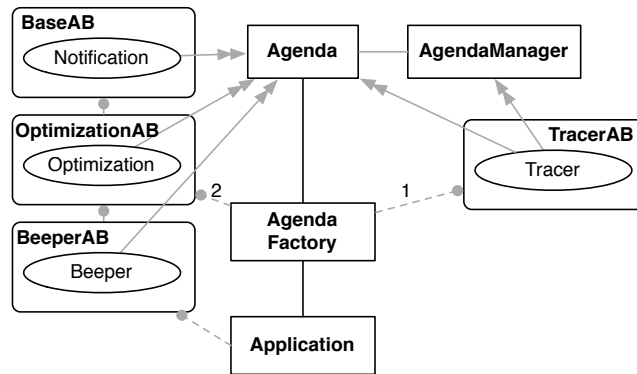 BaseAB
Notification
Agenda
AgendaManager
OptimizationAB
Optimization
TracerAB
Tracer
2
1
Agenda
Factory
BeeperAB
Beeper
Application